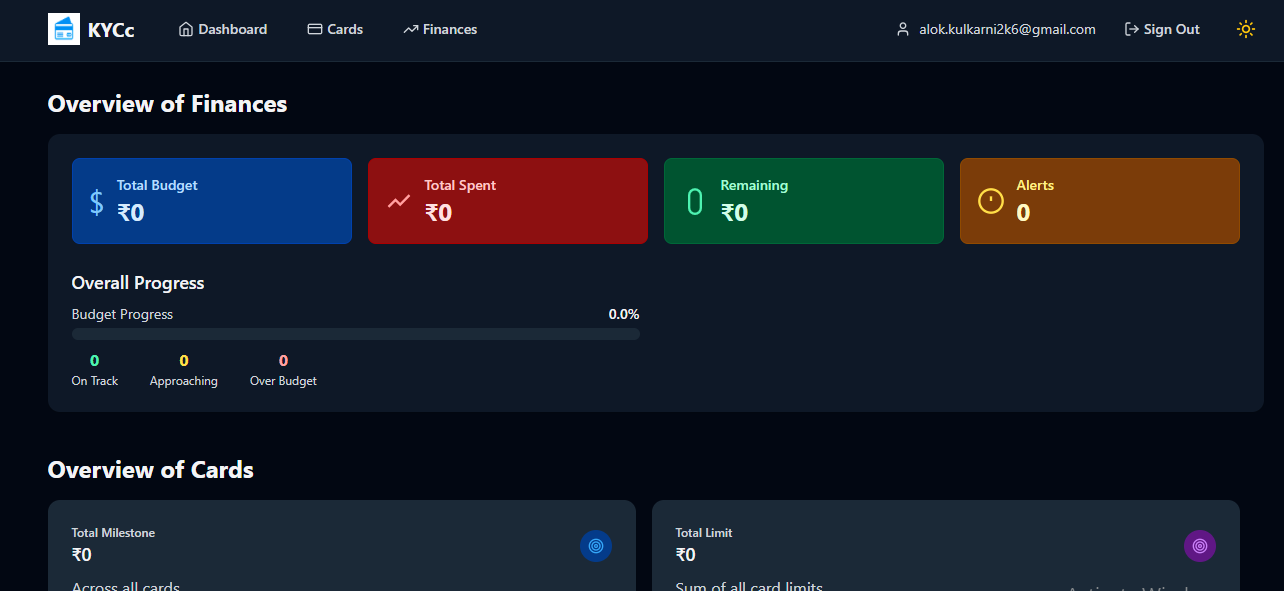 KYCc Dashboard Cards Finances alok.kulkarni2k6@gmail.com Sign Out
Overview of Finances
Total Budget
₹0
Total Spent
₹0
Remaining
₹0
Alerts
0
Overall Progress
Budget Progress 0.0%
0 0 0
On Track Approaching Over Budget
Overview of Cards
Total Milestone
₹0
Across all cards
Total Limit
₹0
Sum of all card limits